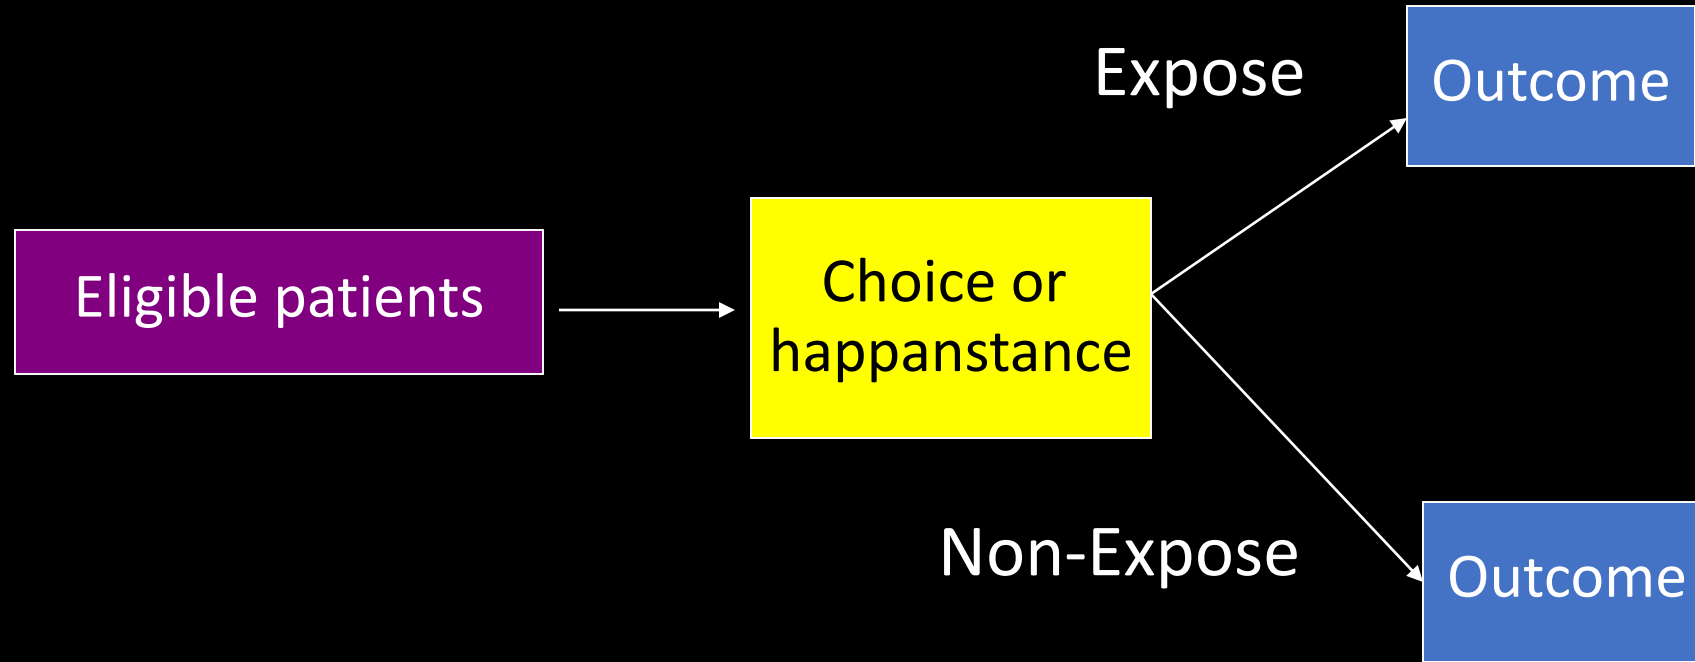 Expose
Outcome
Eligible patients
Choice or
happanstance
Non-Expose
Outcome